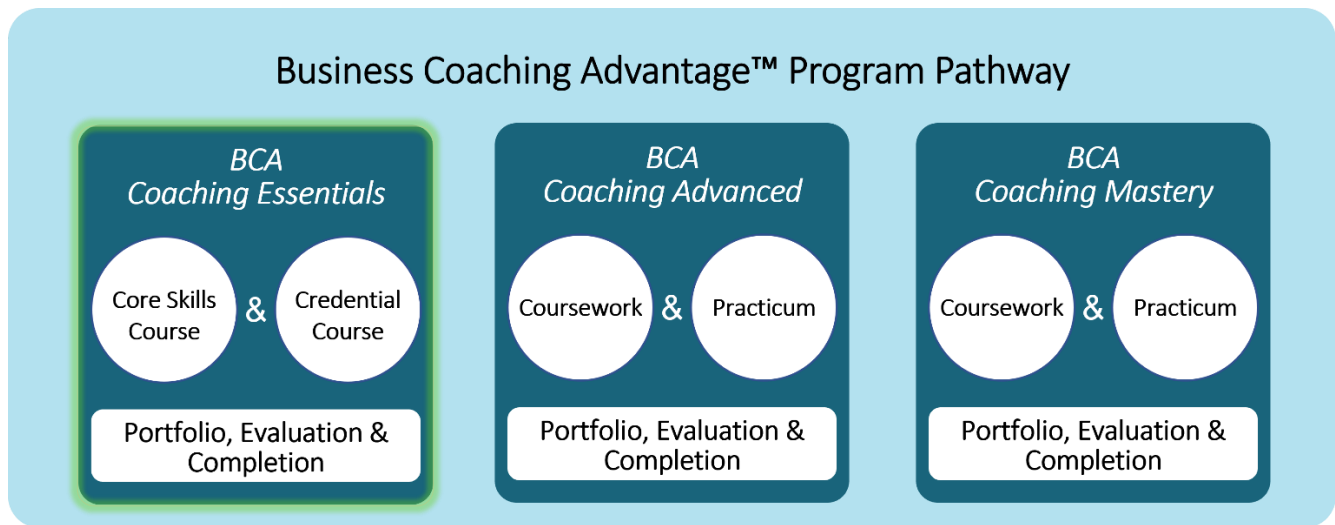 Business Coaching Advantage™ Program Pathway
BCA
Coaching Essentials
Core Skills
Course
&
Credential
Course
Portfolio, Evaluation &
Completion
BCA
Coaching Advanced
Coursework
&
Practicum
Portfolio, Evaluation &
Completion
BCA
Coaching Mastery
Coursework
&
Practicum
Portfolio, Evaluation &
Completion